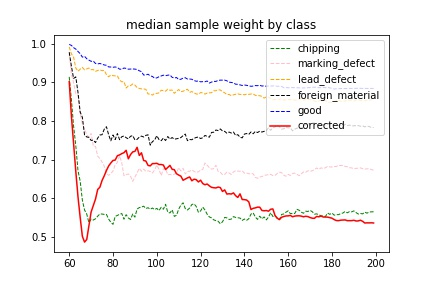 median sample weight by class
chipping
marking_defect
lead_defect
foreign_material
good
corrected
1.0
0.9
0.8
0.7
0.6
0.5
60 80 100 120 140 160 180 200